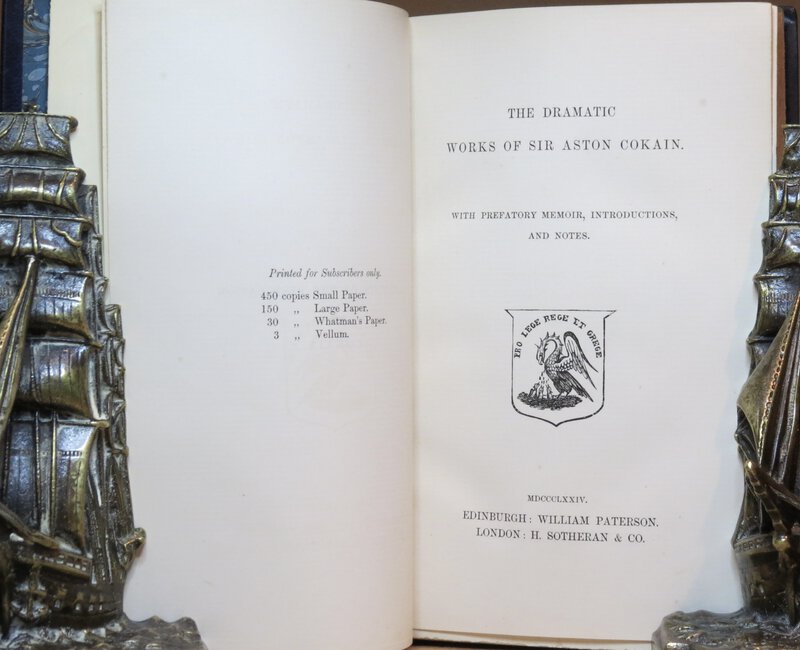 Printed for Subscribers only.
450 copies Small Paper.
150 „ Large Paper.
30 „ Whatman's Paper.
3 „ Vellum.
THE DRAMATIC
WORKS OF SIR ASTON COKAIN.
WITH PREFATORY MEMOIR, INTRODUCTIONS,
AND NOTES.
PRO LEGE REGE ET GREGE
MDCCCLXXIV.
EDINBURGH: WILLIAM PATERSON.
LONDON: H. SOTHERAN & CO.